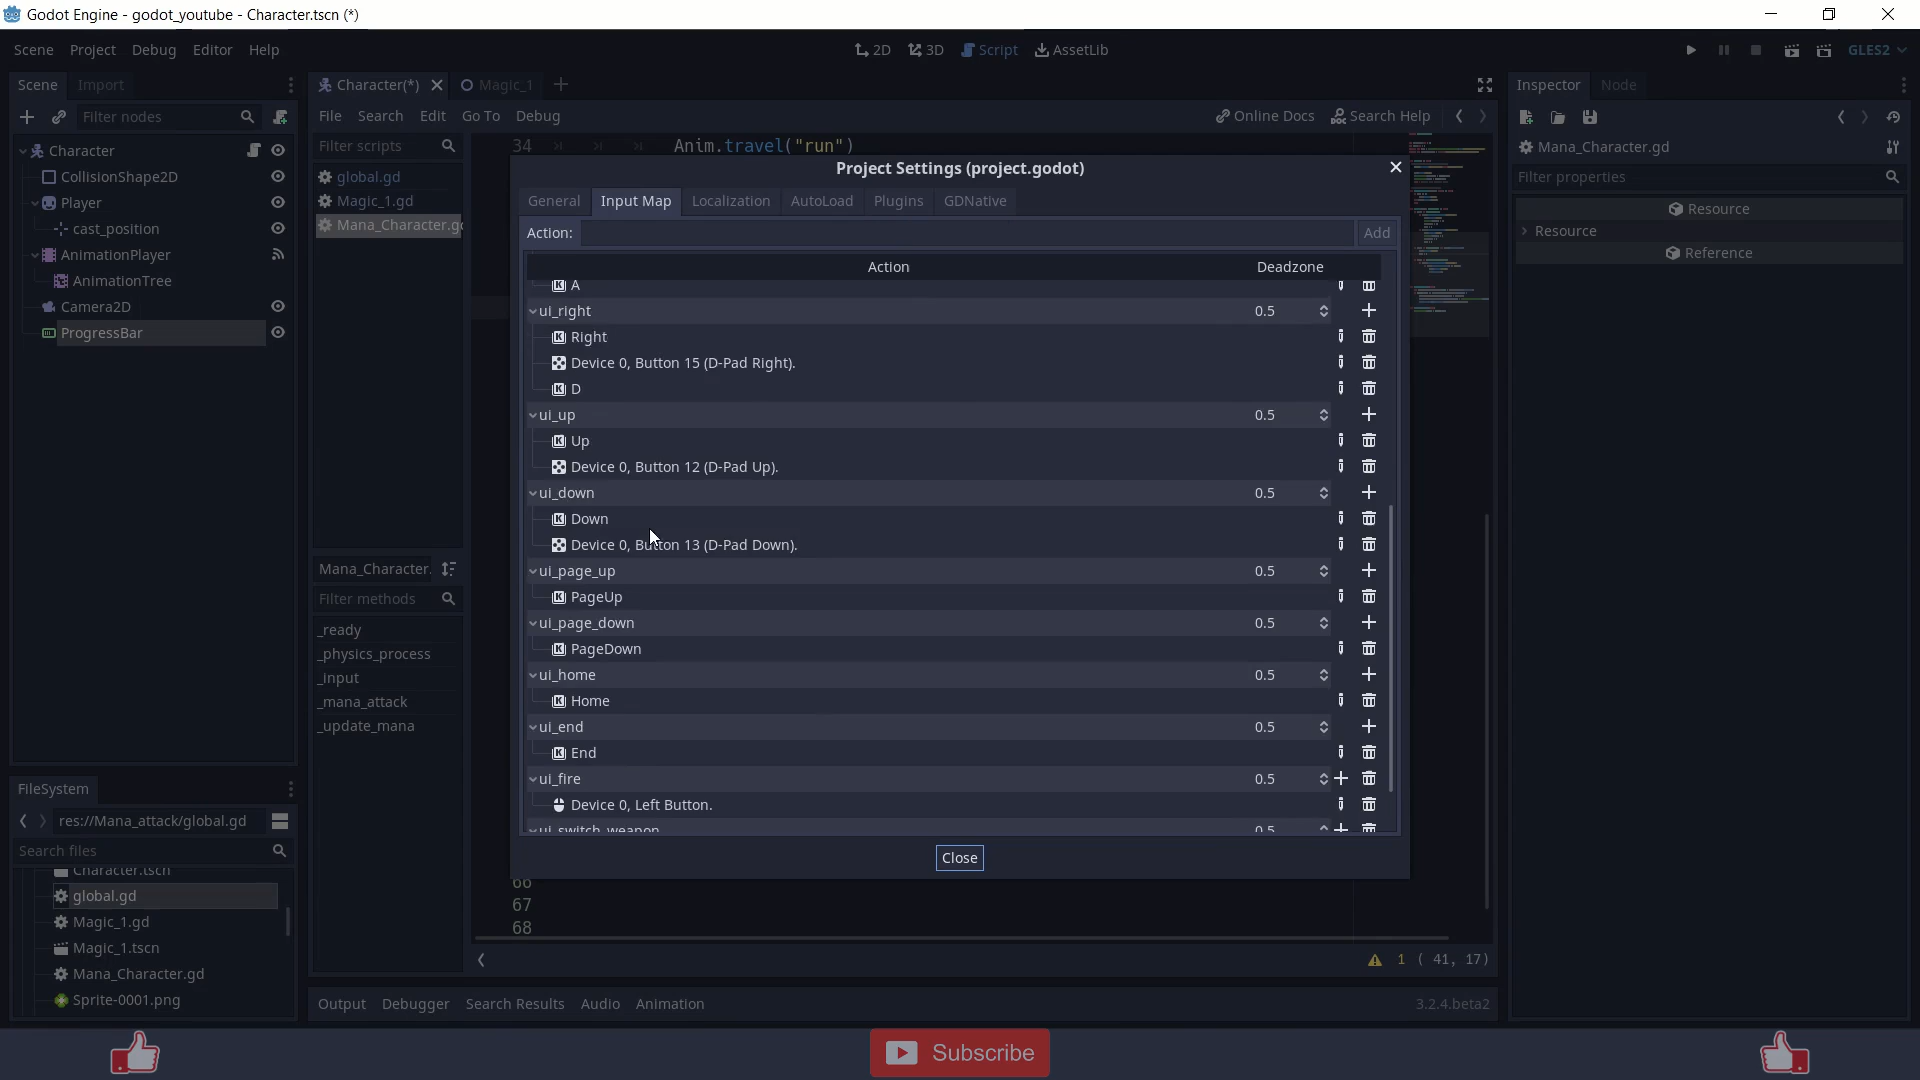 Godot Engine - godot_youtube - Character.tscn (*)
Scene Project Debug Editor Help
2D 3D Script AssetLib
GLES2
Scene Import
Filter nodes
Character
CollisionShape2D
Player
cast_position
AnimationPlayer
AnimationTree
Camera2D
ProgressBar
FileSystem
res://Mana_attack/global.gd
Search files
Character.tscn
global.gd
Magic_1.gd
Magic_1.tscn
Mana_Character.gd
Sprite-0001.png
Character(*) Magic_1
File Search Edit Go To Debug
Online Docs Search Help
Filter scripts
global.gd
Magic_1.gd
Mana_Character.gd
Mana_Character.
Filter methods
_ready
_physics_process
_input
_mana_attack
_update_mana
34 Anim.travel("run")
Project Settings (project.godot)
General Input Map Localization AutoLoad Plugins GDNative
Action: Add
Action Deadzone
A
ui_right 0.5
Right
Device 0, Button 15 (D-Pad Right).
D
ui_up 0.5
Up
Device 0, Button 12 (D-Pad Up).
ui_down 0.5
Down
Device 0, Button 13 (D-Pad Down).
ui_page_up 0.5
PageUp
ui_page_down 0.5
PageDown
ui_home 0.5
Home
ui_end 0.5
End
ui_fire 0.5
Device 0, Left Button.
ui_switch_weapon 0.5
Close
66
67
68
1 ( 41, 17)
Output Debugger Search Results Audio Animation
3.2.4.beta2
Inspector Node
Mana_Character.gd
Filter properties
Resource
Resource
Reference
Subscribe